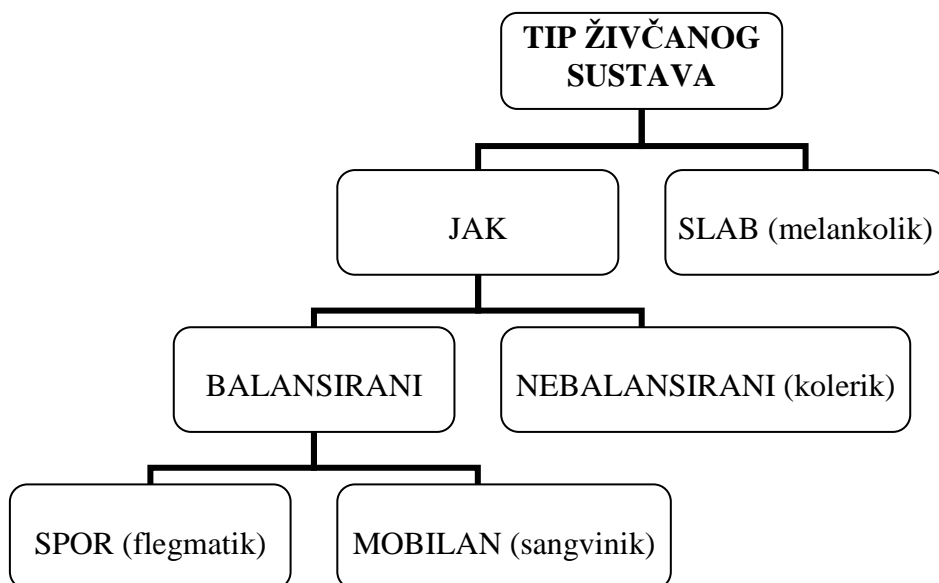 TIP ŽIVČANOG
SUSTAVA
JAK
SLAB (melankolik)
BALANSIRANI
NEBALANSIRANI (kolerik)
SPOR (flegmatik)
MOBILAN (sangvinik)